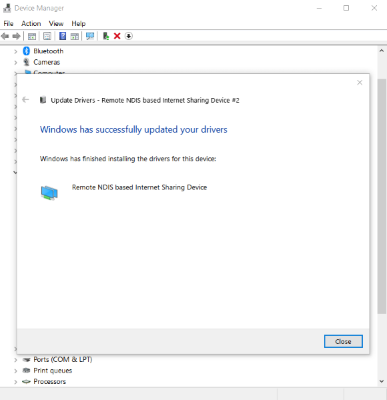 Device Manager
File Action View Help
Bluetooth
Cameras
Computer
Update Drivers - Remote NDIS based Internet Sharing Device #2
Windows has successfully updated your drivers
Windows has finished installing the drivers for this device:
Remote NDIS based Internet Sharing Device
Close
Ports (COM & LPT)
Print queues
Processors